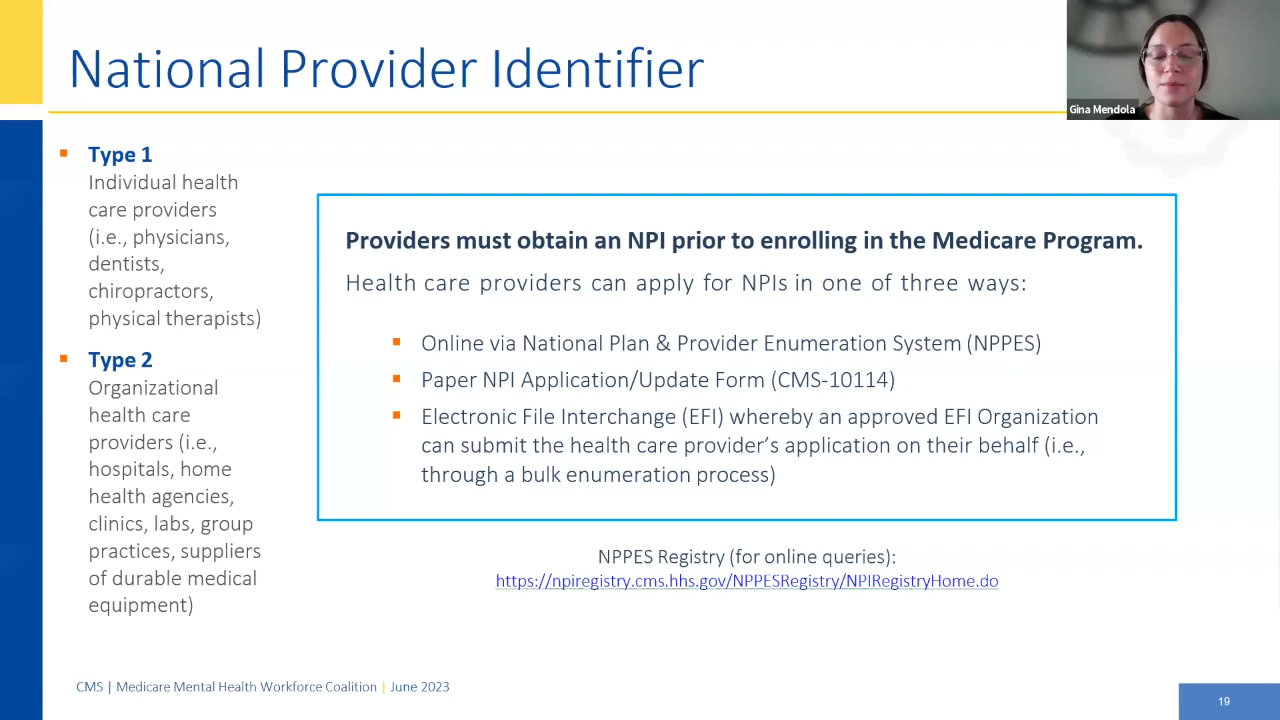 National Provider Identifier
Gina Mendola
Type 1
Individual health
care providers
(i.e., physicians,
dentists,
chiropractors,
physical therapists)
Type 2
Organizational
health care
providers (i.e.,
hospitals, home
health agencies,
clinics, labs, group
practices, suppliers
of durable medical
equipment)
Providers must obtain an NPI prior to enrolling in the Medicare Program.
Health care providers can apply for NPIs in one of three ways:
Online via National Plan & Provider Enumeration System (NPPES)
Paper NPI Application/Update Form (CMS-10114)
Electronic File Interchange (EFI) whereby an approved EFI Organization
can submit the health care provider's application on their behalf (i.e.,
through a bulk enumeration process)
NPPES Registry (for online queries):
https://npiregistry.cms.hhs.gov/NPPESRegistry/NPIRegistryHome.do
CMS | Medicare Mental Health Workforce Coalition | June 2023
19